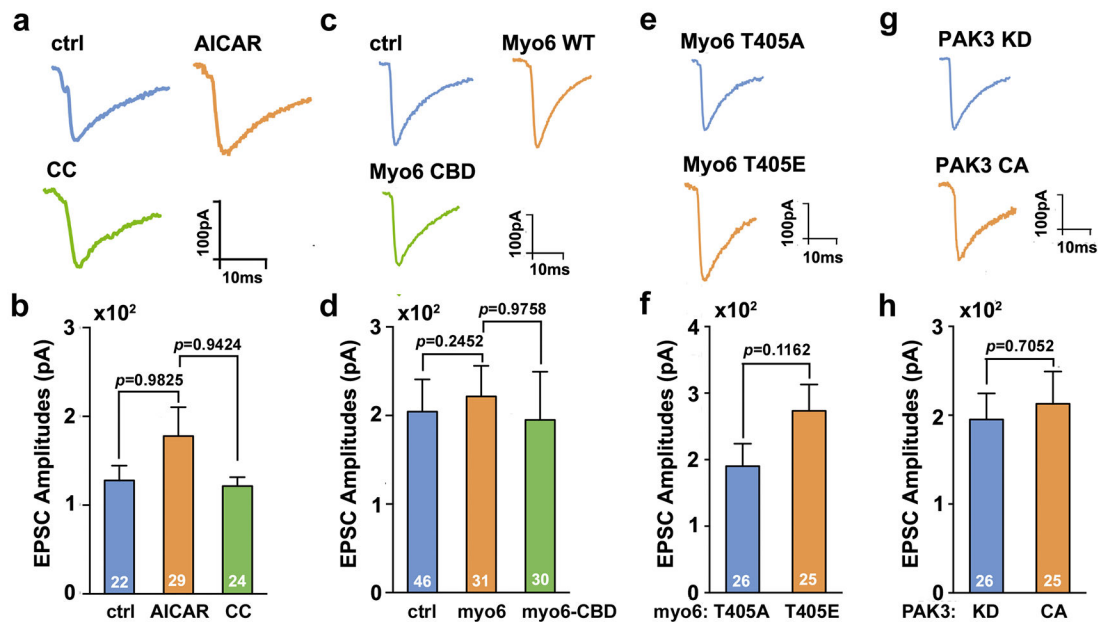 a
ctrl
AICAR
CC
100pA
10ms
c
ctrl
Myo6 WT
Myo6 CBD
100pA
10ms
e
Myo6 T405A
Myo6 T405E
100pA
10ms
g
PAK3 KD
PAK3 CA
100pA
10ms
b
x10²
EPSC Amplitudes (pA)
3
2
1
0
p=0.9825
p=0.9424
22
29
24
ctrl
AICAR
CC
d
x10²
EPSC Amplitudes (pA)
3
2
1
0
p=0.2452
p=0.9758
46
31
30
ctrl
myo6
myo6-CBD
f
x10²
EPSC Amplitudes (pA)
4
3
2
1
0
p=0.1162
26
25
myo6: T405A
T405E
h
x10²
EPSC Amplitudes (pA)
3
2
1
0
p=0.7052
26
25
PAK3:
KD
CA